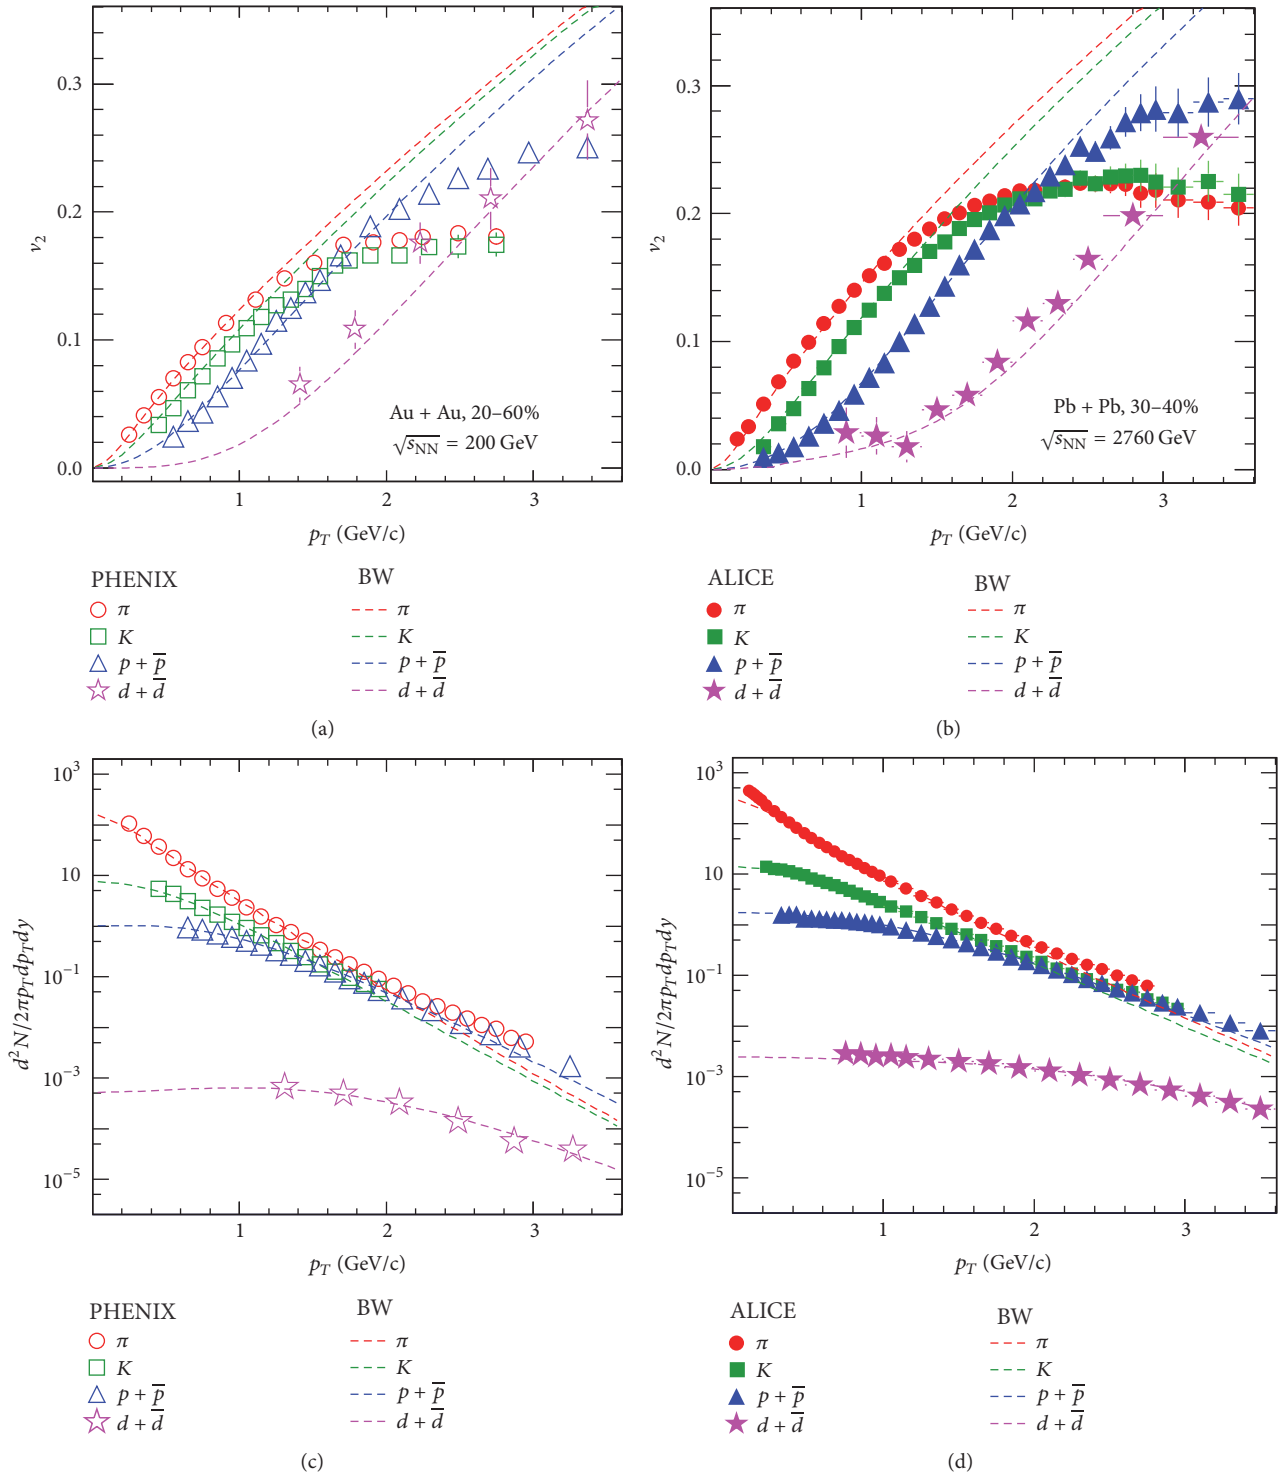 0.3
0.2
0.1
0.0
v₂
Au + Au, 20–60%
√sNN = 200 GeV
1 2 3
pT (GeV/c)
PHENIX BW
π π
K K
p + p̅ p + p̅
d + d̅ d + d̅
(a)
0.3
0.2
0.1
0.0
v₂
Pb + Pb, 30–40%
√sNN = 2760 GeV
1 2 3
pT (GeV/c)
ALICE BW
π π
K K
p + p̅ p + p̅
d + d̅ d + d̅
(b)
10³
10
10⁻¹
10⁻³
10⁻⁵
d²N/2πpTdpTdy
1 2 3
pT (GeV/c)
PHENIX BW
π π
K K
p + p̅ p + p̅
d + d̅ d + d̅
(c)
10³
10
10⁻¹
10⁻³
10⁻⁵
d²N/2πpTdpTdy
1 2 3
pT (GeV/c)
ALICE BW
π π
K K
p + p̅ p + p̅
d + d̅ d + d̅
(d)